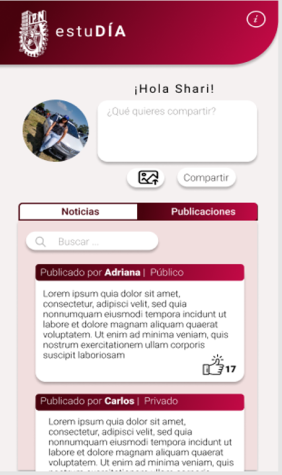 IPN
estuDÍA
i
¡Hola Shari!
¿Qué quieres compartir?
Compartir
Noticias
Publicaciones
Buscar ...
Publicado por Adriana | Público
Lorem ipsum quia dolor sit amet,
consectetur, adipisci velit, sed quia
nonnumquam eiusmodi tempora incidunt ut
labore et dolore magnam aliquam quaerat
voluptatem. Ut enim ad minima veniam, quis
nostrum exercitationem ullam corporis
suscipit laboriosam
17
Publicado por Carlos | Privado
Lorem ipsum quia dolor sit amet,
consectetur, adipisci velit, sed quia
nonnumquam eiusmodi tempora incidunt ut
labore et dolore magnam aliquam quaerat
voluptatem. Ut enim ad minima veniam, quis